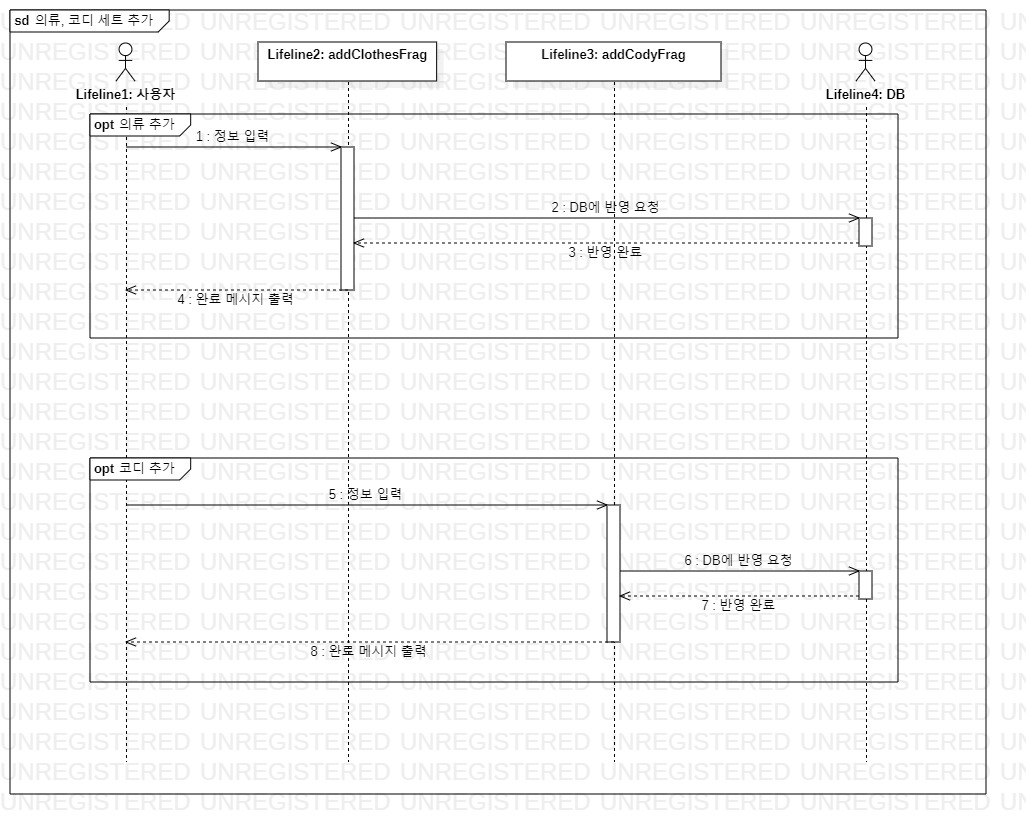 sd 의류, 코디 세트 추가
Lifeline1: 사용자
Lifeline2: addClothesFrag
Lifeline3: addCodyFrag
Lifeline4: DB
opt 의류 추가
1 : 정보 입력
2 : DB에 반영 요청
3 : 반영 완료
4 : 완료 메시지 출력
opt 코디 추가
5 : 정보 입력
6 : DB에 반영 요청
7 : 반영 완료
8 : 완료 메시지 출력
UNREGISTERED